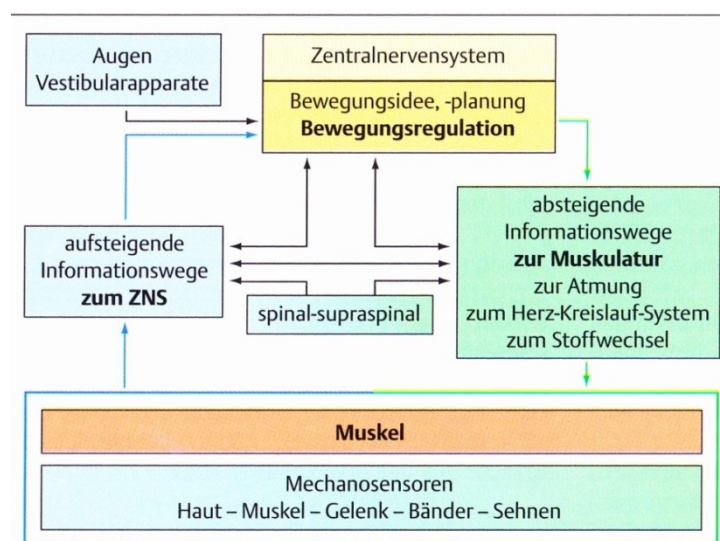 Augen
Vestibularapparate
Zentralnervensystem
Bewegungsidee, -planung
Bewegungsregulation
aufsteigende
Informationswege
zum ZNS
spinal-supraspinal
absteigende
Informationswege
zur Muskulatur
zur Atmung
zum Herz-Kreislauf-System
zum Stoffwechsel
Muskel
Mechanosensoren
Haut – Muskel – Gelenk – Bänder – Sehnen